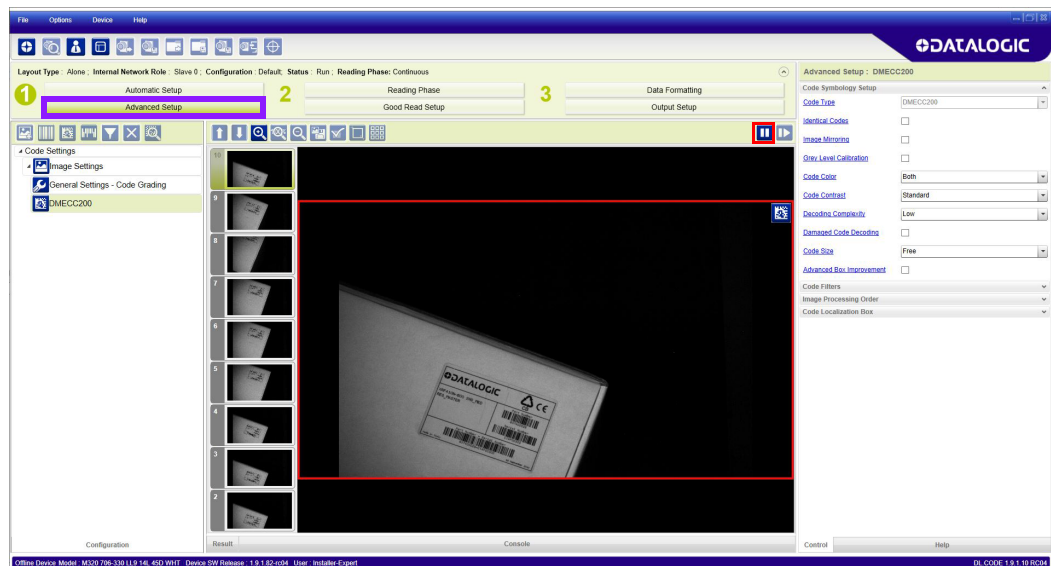 File Options Device Help
DATALOGIC
Layout Type : Alone ; Internal Network Role : Slave 0 ; Configuration : Default; Status : Run ; Reading Phase: Continuous
1 Automatic Setup 2 Reading Phase 3 Data Formatting
Advanced Setup Good Read Setup Output Setup
Code Settings
Image Settings
General Settings - Code Grading
DMECC200
Configuration
10
9
8
7
6
5
4
3
2
DATALOGIC
CE
Result Console
Advanced Setup : DMECC200
Code Symbology Setup
Code Type DMECC200
Identical Codes
Image Mirroring
Grey Level Calibration
Code Color Both
Code Contrast Standard
Decoding Complexity Low
Damaged Code Decoding
Code Size Free
Advanced Box Improvement
Code Filters
Image Processing Order
Code Localization Box
Control Help
Offline Device Model : M320 706-330 LL9 14L 45D WHT Device SW Release : 1.9.1.82-rc04 User : Installer-Expert
DL.CODE 1.9.1.10 RC04